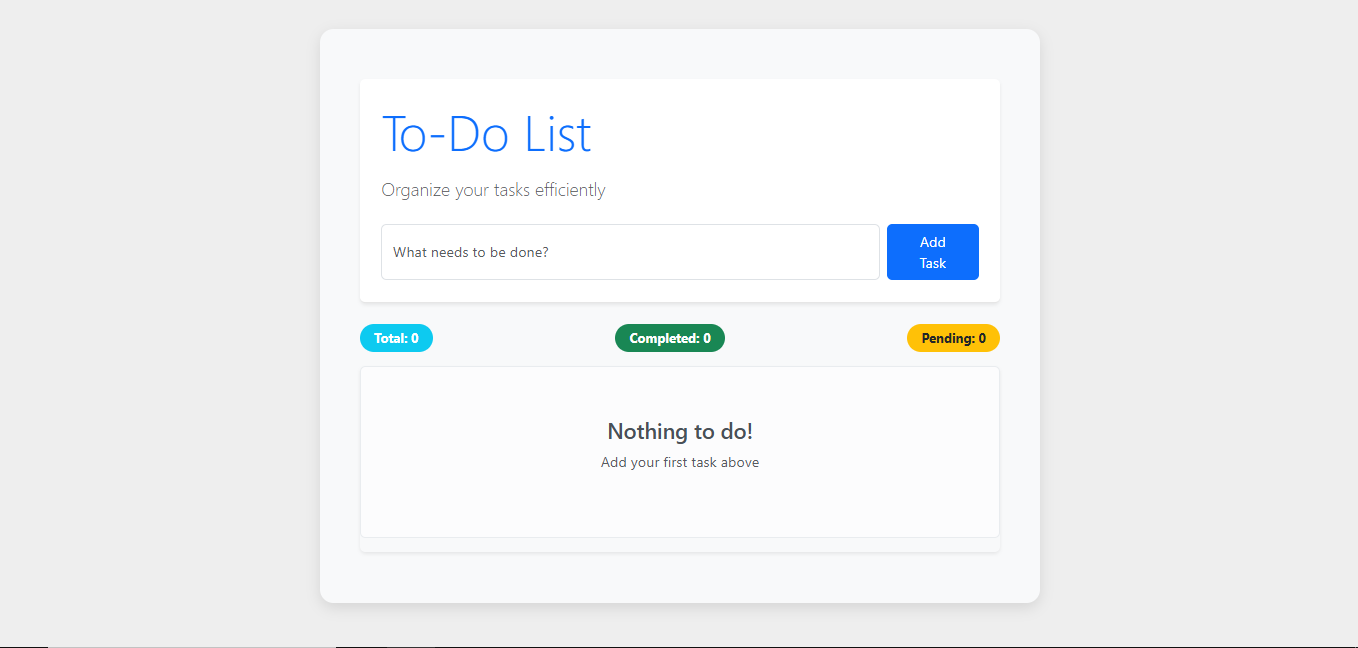 To-Do List
Organize your tasks efficiently
What needs to be done?
Add
Task
Total: 0
Completed: 0
Pending: 0
Nothing to do!
Add your first task above